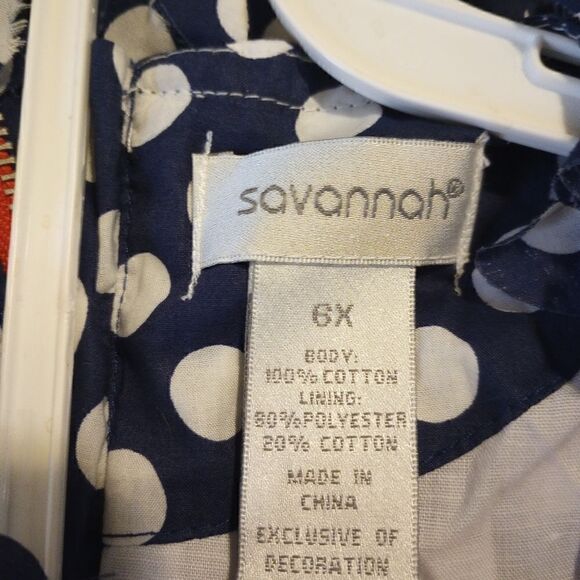 savannah®
6X
BODY:
100% COTTON
LINING:
80% POLYESTER
20% COTTON
MADE IN
CHINA
EXCLUSIVE OF
DECORATION